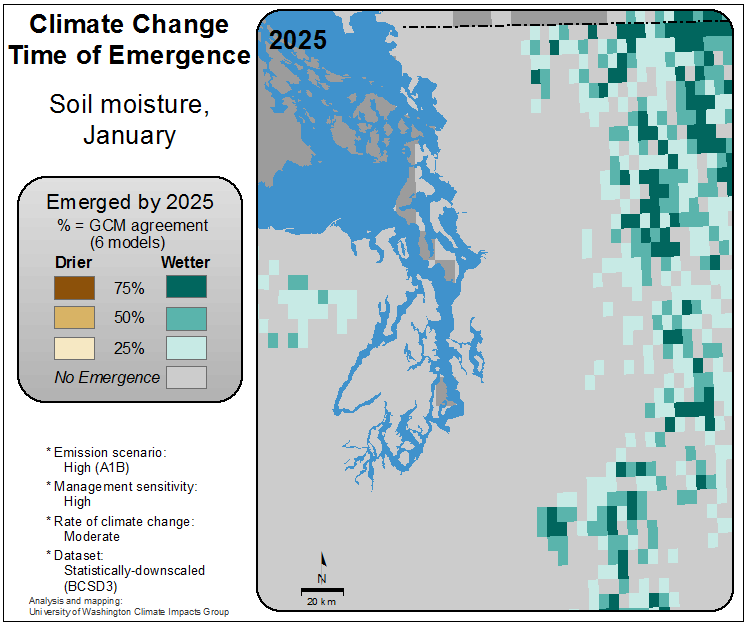 Climate Change
Time of Emergence
Soil moisture,
January
Emerged by 2025
% = GCM agreement
(6 models)
Drier Wetter
75%
50%
25%
No Emergence
* Emission scenario:
High (A1B)
* Management sensitivity:
High
* Rate of climate change:
Moderate
* Dataset:
Statistically-downscaled
(BCSD3)
Analysis and mapping:
University of Washington Climate Impacts Group
2025
N
20 km